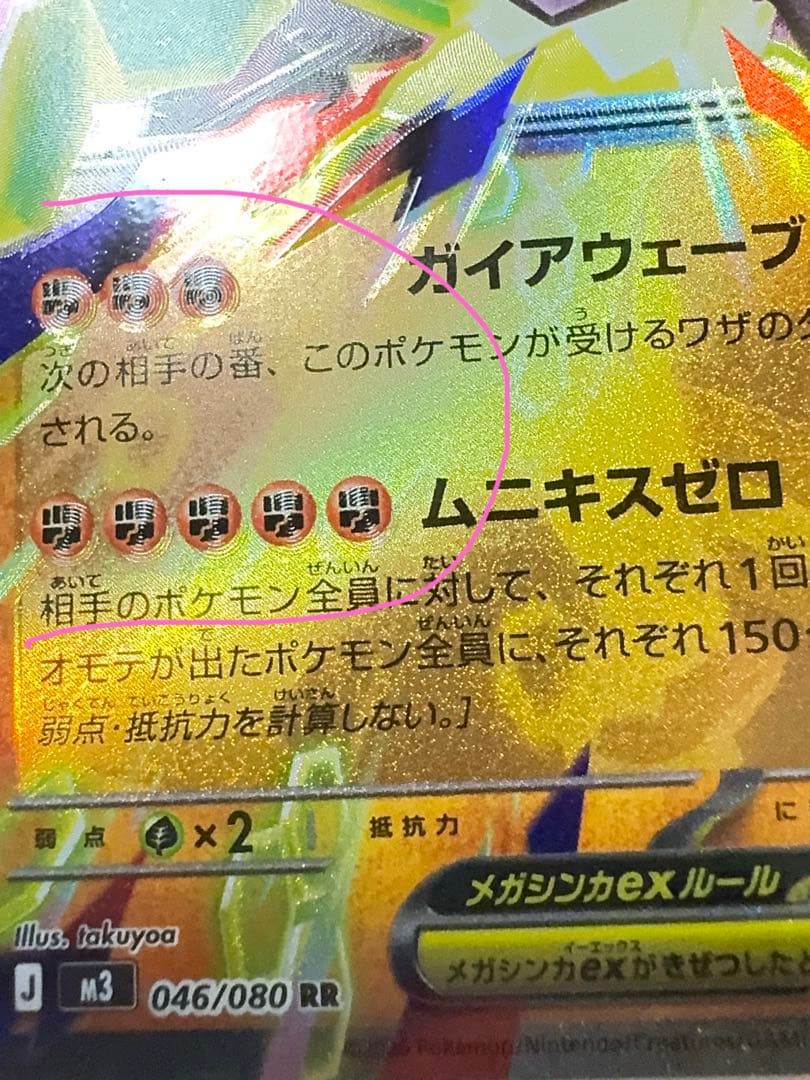 ガイアウェーブ
次の相手の番、このポケモンが受けるワザの
される。
ムニキスゼロ
相手のポケモン全員に対して、それぞれ1回
オモテが出たポケモン全員に、それぞれ150
弱点・抵抗力を計算しない。]
弱点 ×2 抵抗力 に
メガシンカexルール
メガシンカexがきぜつしたと
Illus. takuyoa
J M3 046/080 RR
Pokémon/Nintendo/Creatures/GAM